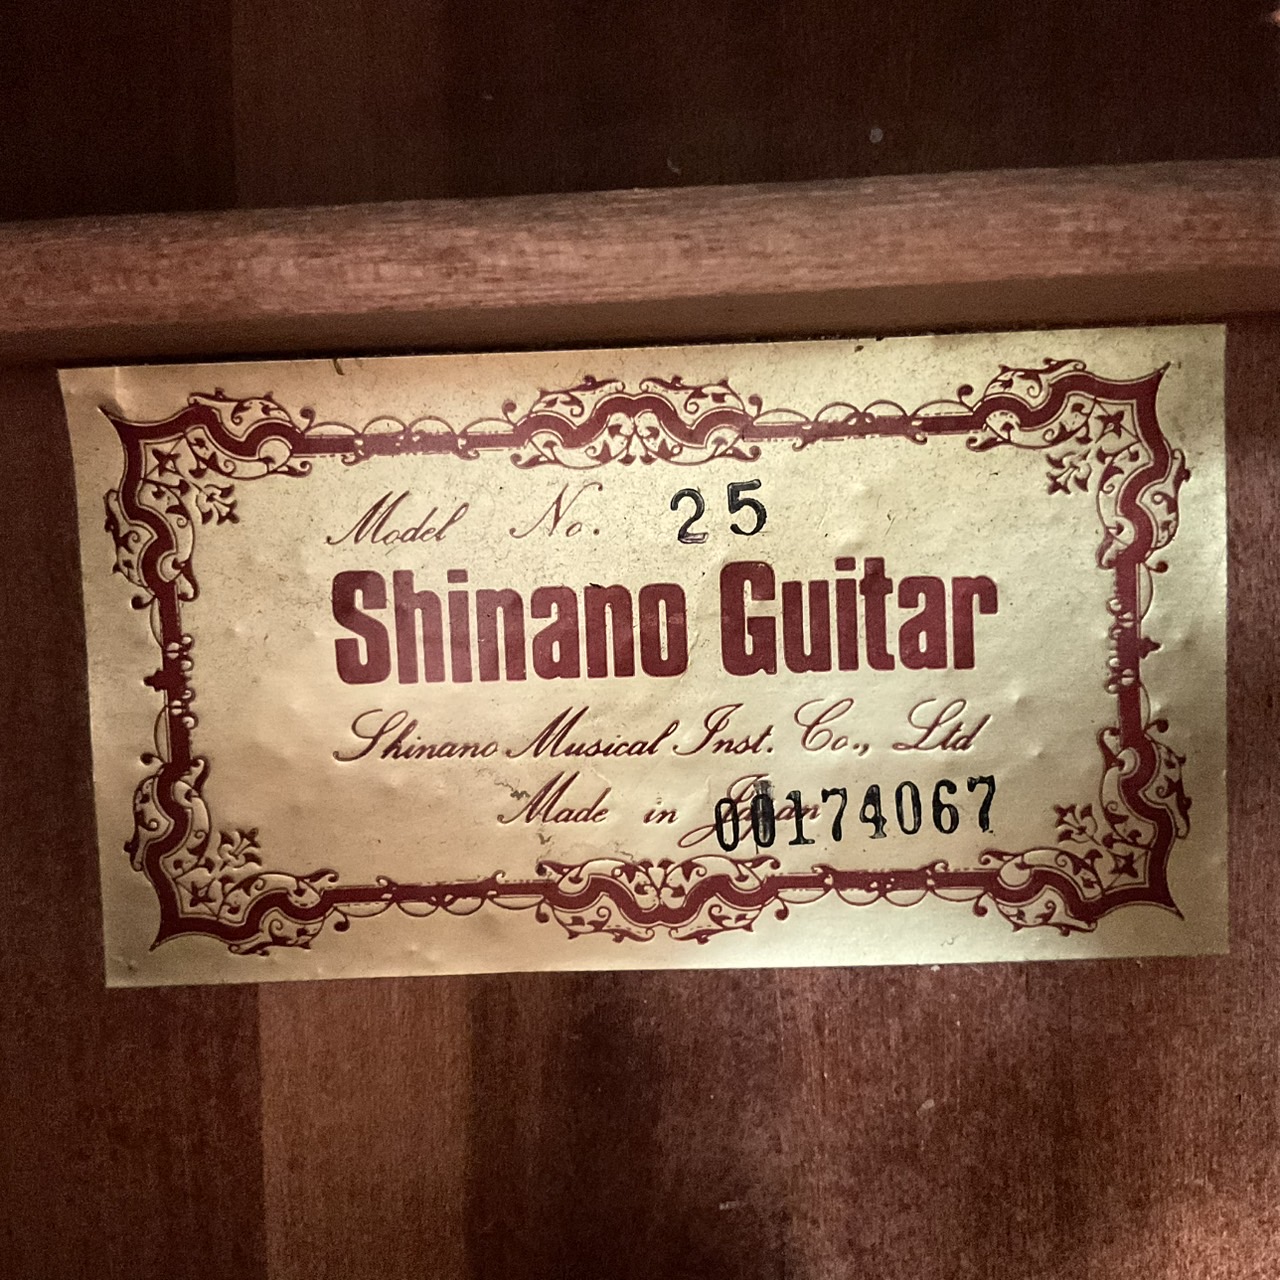 Model No. 25
Shinano Guitar
Shinano Musical Inst. Co., Ltd
Made in Japan 00174067